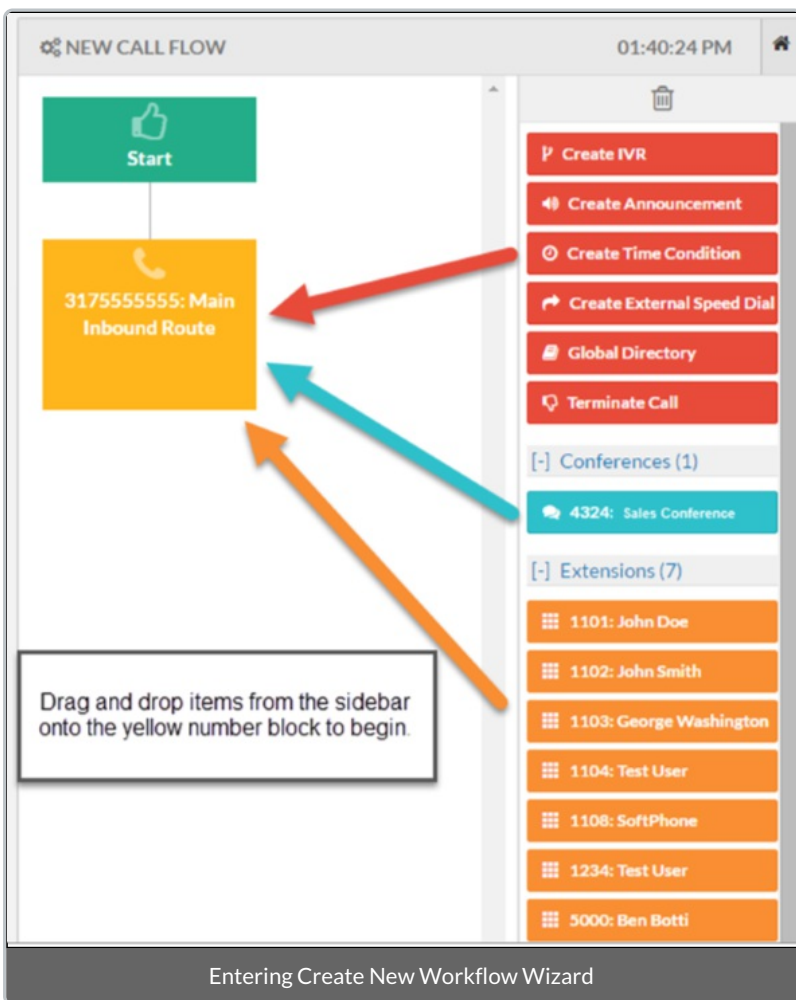 NEW CALL FLOW
01:40:24 PM
Start
3175555555: Main
Inbound Route
Create IVR
Create Announcement
Create Time Condition
Create External Speed Dial
Global Directory
Terminate Call
[-] Conferences (1)
4324: Sales Conference
[-] Extensions (7)
1101: John Doe
1102: John Smith
1103: George Washington
1104: Test User
1108: SoftPhone
1234: Test User
5000: Ben Botti
Drag and drop items from the sidebar
onto the yellow number block to begin.
Entering Create New Workflow Wizard